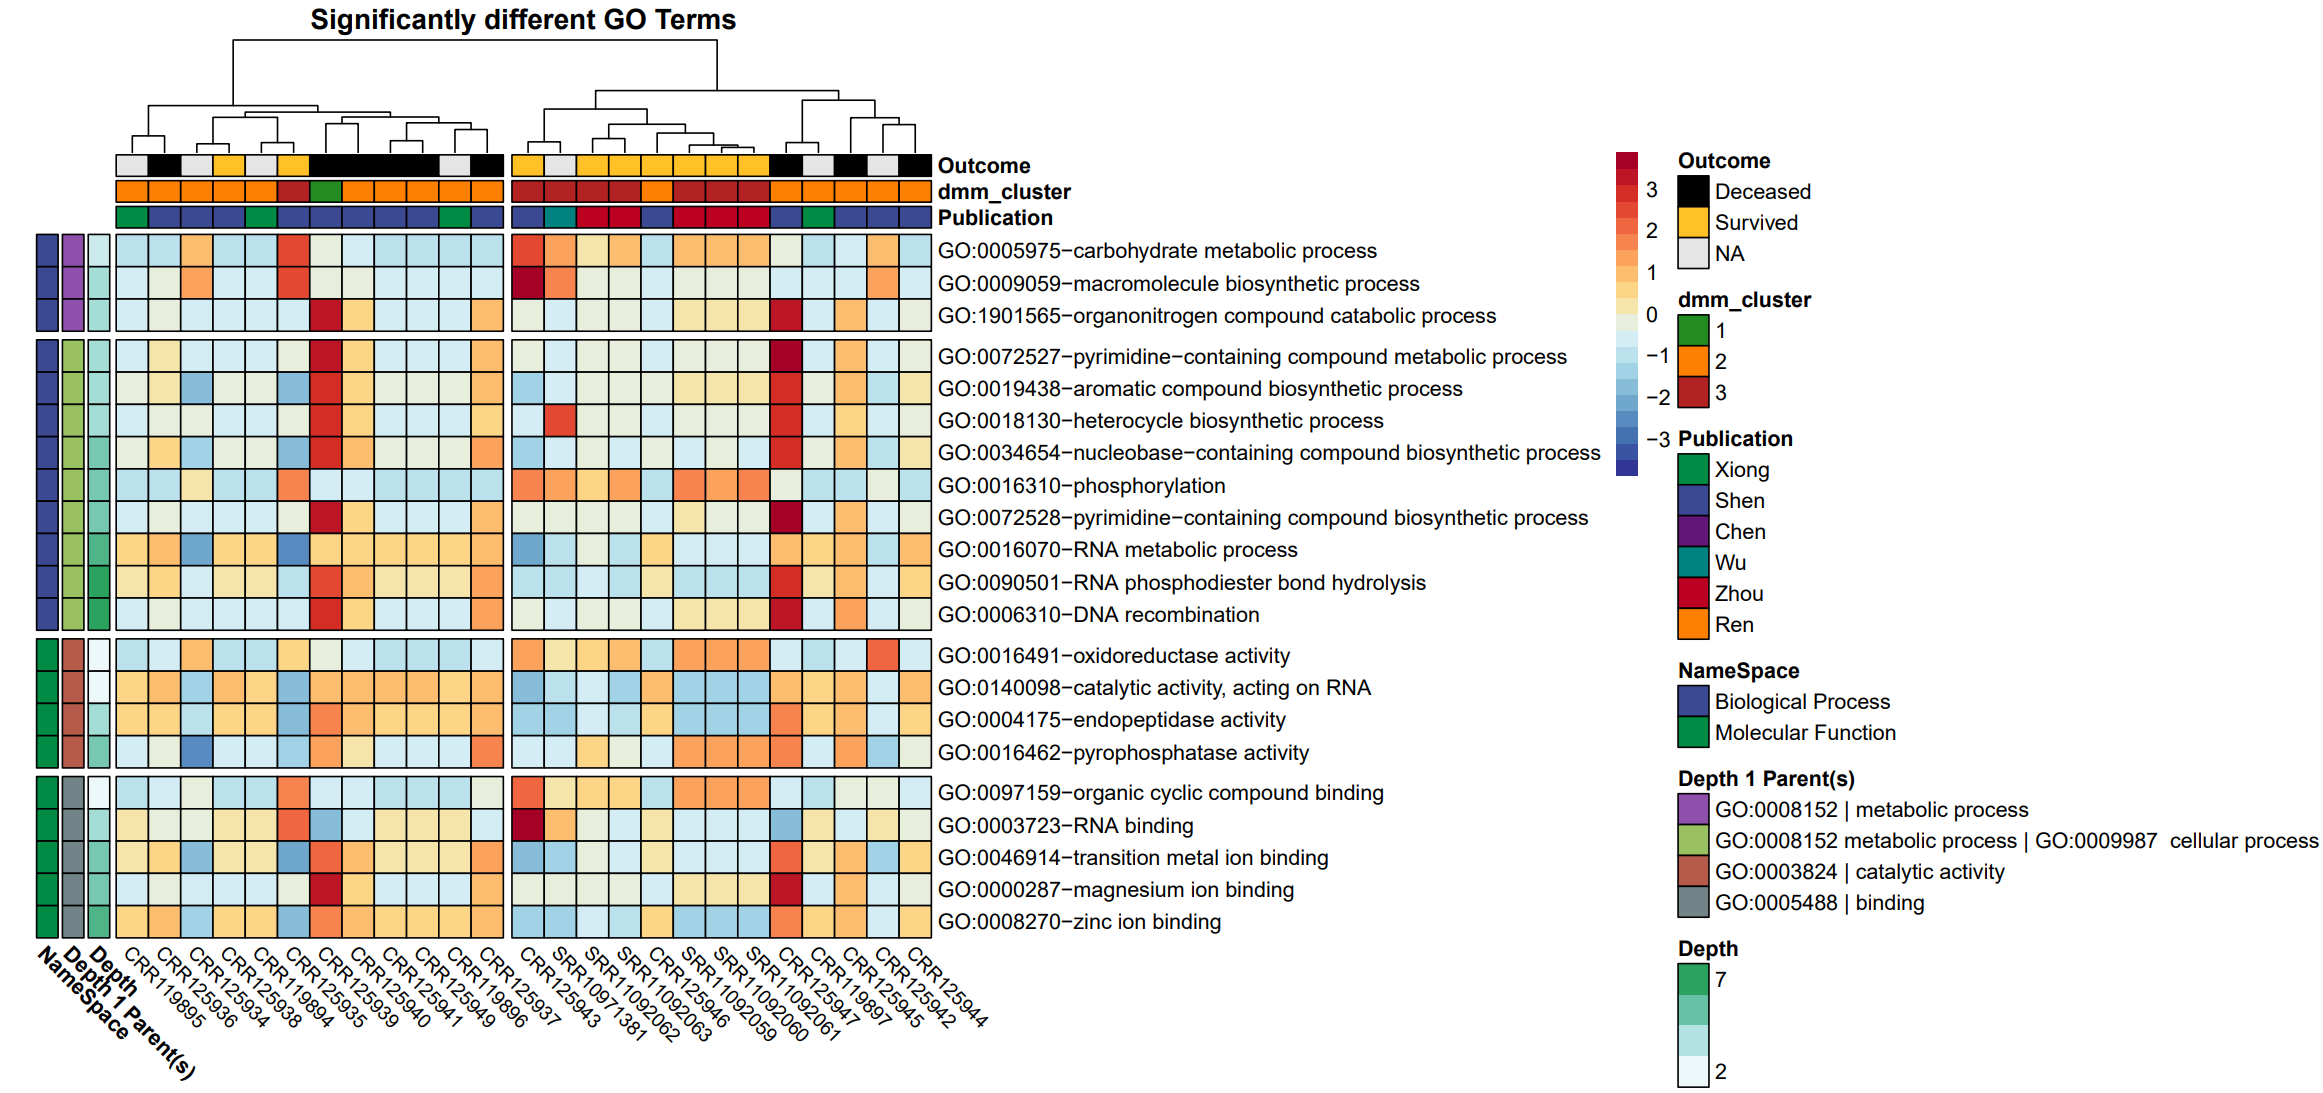 Significantly different GO Terms
Outcome
dmm_cluster
Publication
GO:0005975−carbohydrate metabolic process
GO:0009059−macromolecule biosynthetic process
GO:1901565−organonitrogen compound catabolic process
GO:0072527−pyrimidine−containing compound metabolic process
GO:0019438−aromatic compound biosynthetic process
GO:0018130−heterocycle biosynthetic process
GO:0034654−nucleobase−containing compound biosynthetic process
GO:0016310−phosphorylation
GO:0072528−pyrimidine−containing compound biosynthetic process
GO:0016070−RNA metabolic process
GO:0090501−RNA phosphodiester bond hydrolysis
GO:0006310−DNA recombination
GO:0016491−oxidoreductase activity
GO:0140098−catalytic activity, acting on RNA
GO:0004175−endopeptidase activity
GO:0016462−pyrophosphatase activity
GO:0097159−organic cyclic compound binding
GO:0003723−RNA binding
GO:0046914−transition metal ion binding
GO:0000287−magnesium ion binding
GO:0008270−zinc ion binding
NameSpace
Depth 1 Parent(s)
Depth
CRR119895
CRR125936
CRR125934
CRR125938
CRR119894
CRR125935
CRR125939
CRR125940
CRR125941
CRR125949
CRR119896
CRR125937
CRR125943
SRR10971381
SRR11092062
SRR11092063
CRR125946
SRR11092059
SRR11092060
SRR11092061
CRR125947
CRR119897
CRR125945
CRR125942
CRR125944
3
2
1
0
−1
−2
−3
Outcome
Deceased
Survived
NA
dmm_cluster
1
2
3
Publication
Xiong
Shen
Chen
Wu
Zhou
Ren
NameSpace
Biological Process
Molecular Function
Depth 1 Parent(s)
GO:0008152 | metabolic process
GO:0008152 metabolic process | GO:0009987  cellular process
GO:0003824 | catalytic activity
GO:0005488 | binding
Depth
7
2